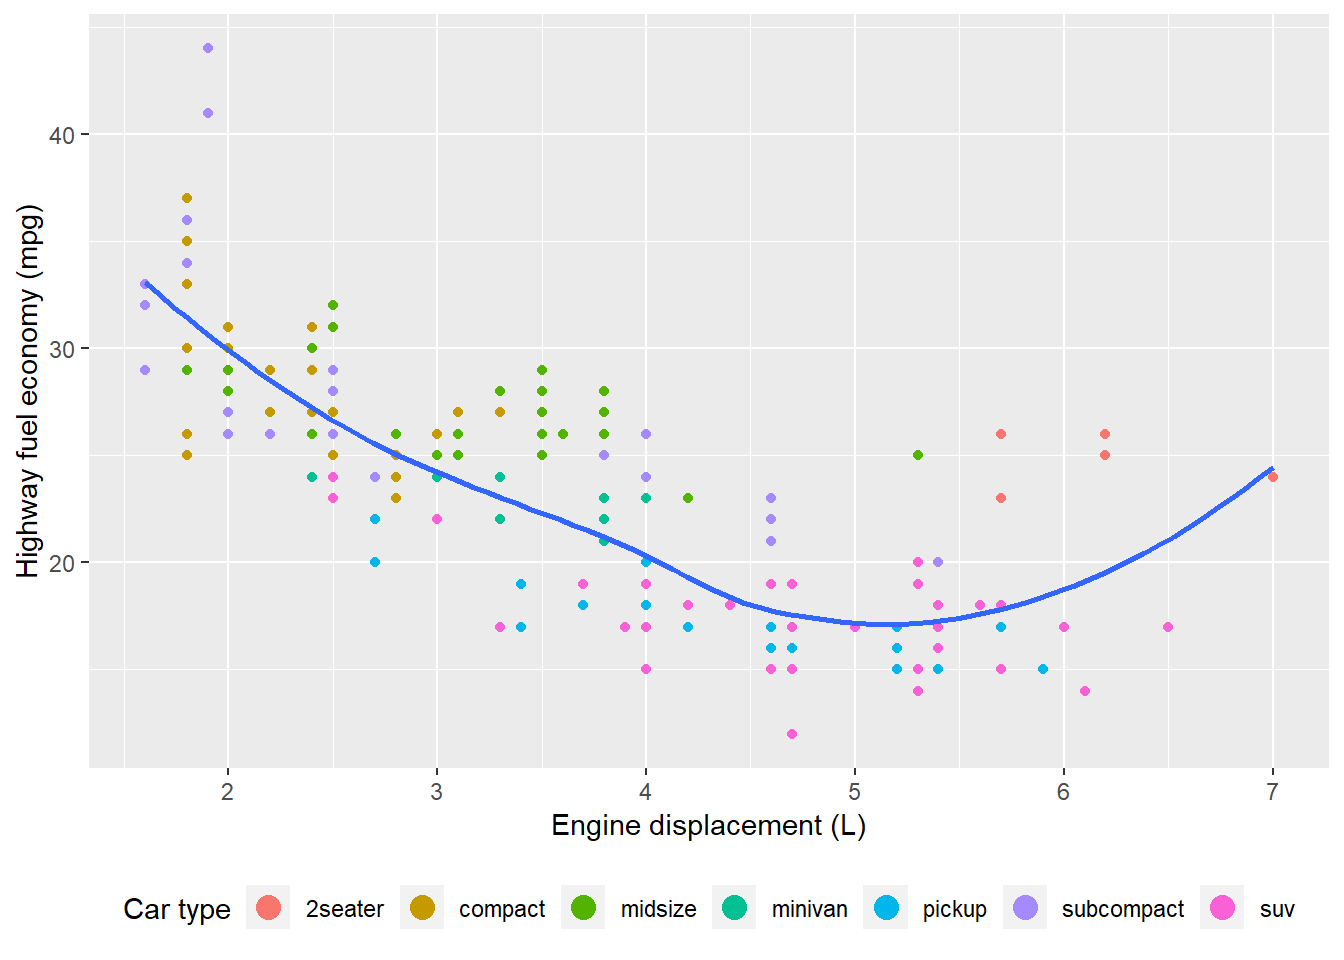 Highway fuel economy (mpg)
40
30
20
2 3 4 5 6 7
Engine displacement (L)
Car type 2seater compact midsize minivan pickup subcompact suv